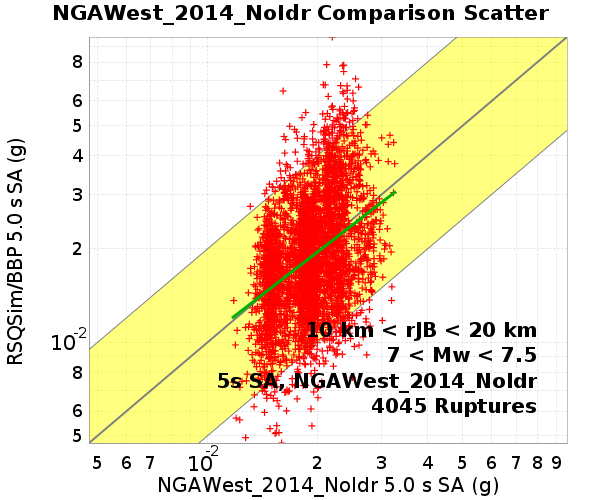 NGAWest_2014_NoIdr Comparison Scatter
RSQSim/BBP 5.0 s SA (g)
8
6
5
4
3
2
10-2
8
6
5
10 km < rJB < 20 km
7 < Mw < 7.5
5s SA, NGAWest_2014_NoIdr
4045 Ruptures
5 6 7 10-2 2 3 4 5 6 7 8 9
NGAWest_2014_NoIdr 5.0 s SA (g)